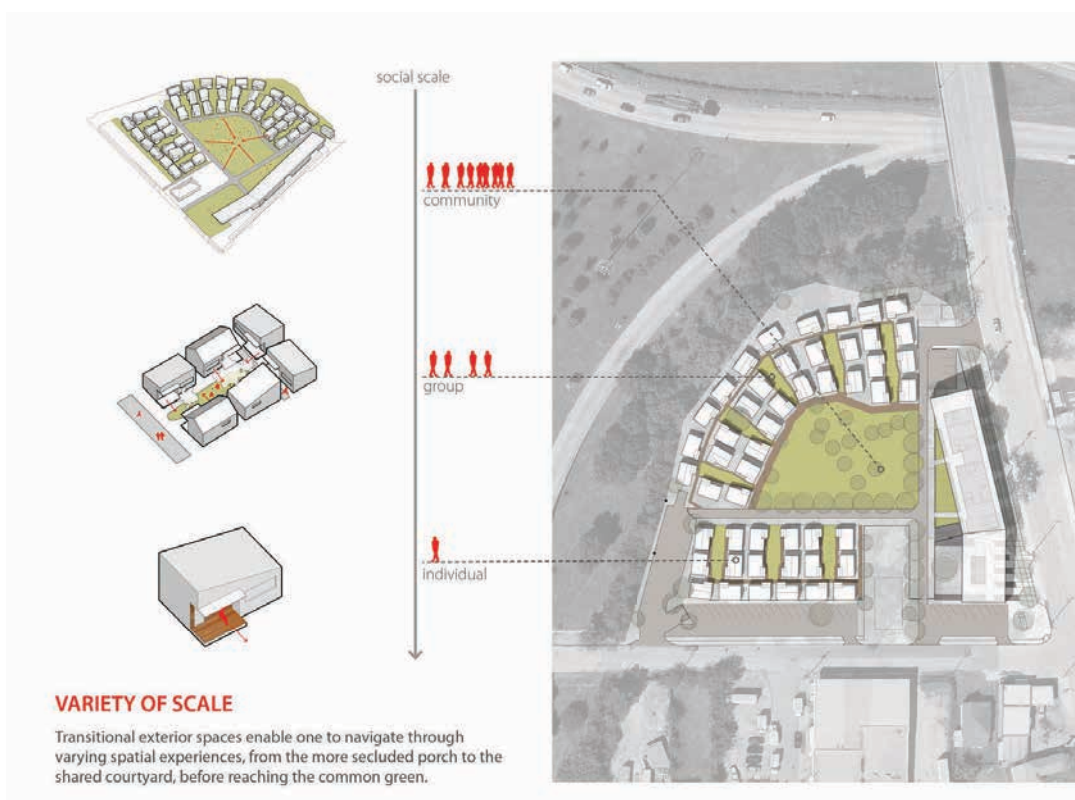 social scale
community
group
individual
VARIETY OF SCALE
Transitional exterior spaces enable one to navigate through
varying spatial experiences, from the more secluded porch to the
shared courtyard, before reaching the common green.